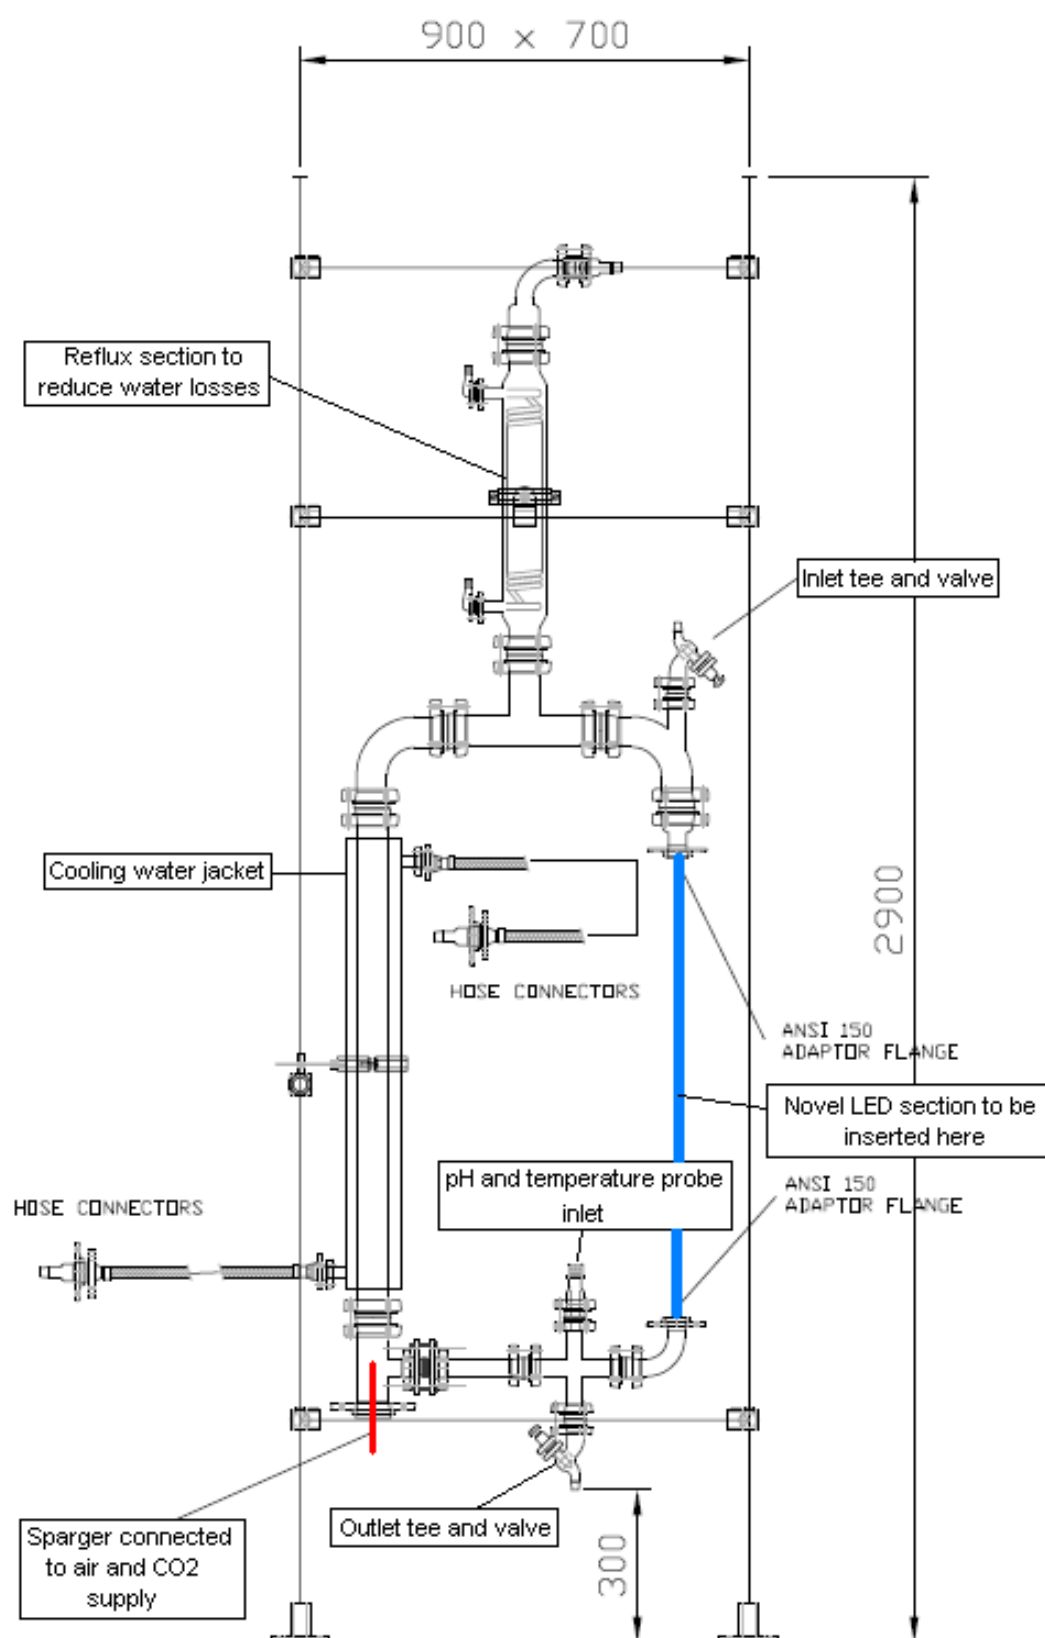 900 x 700
Reflux section to
reduce water losses
Inlet tee and valve
Cooling water jacket
2900
HOSE CONNECTORS
ANSI 150
ADAPTOR FLANGE
Novel LED section to be
inserted here
pH and temperature probe
inlet
ANSI 150
ADAPTOR FLANGE
HOSE CONNECTORS
Outlet tee and valve
Sparger connected
to air and CO2
supply
300